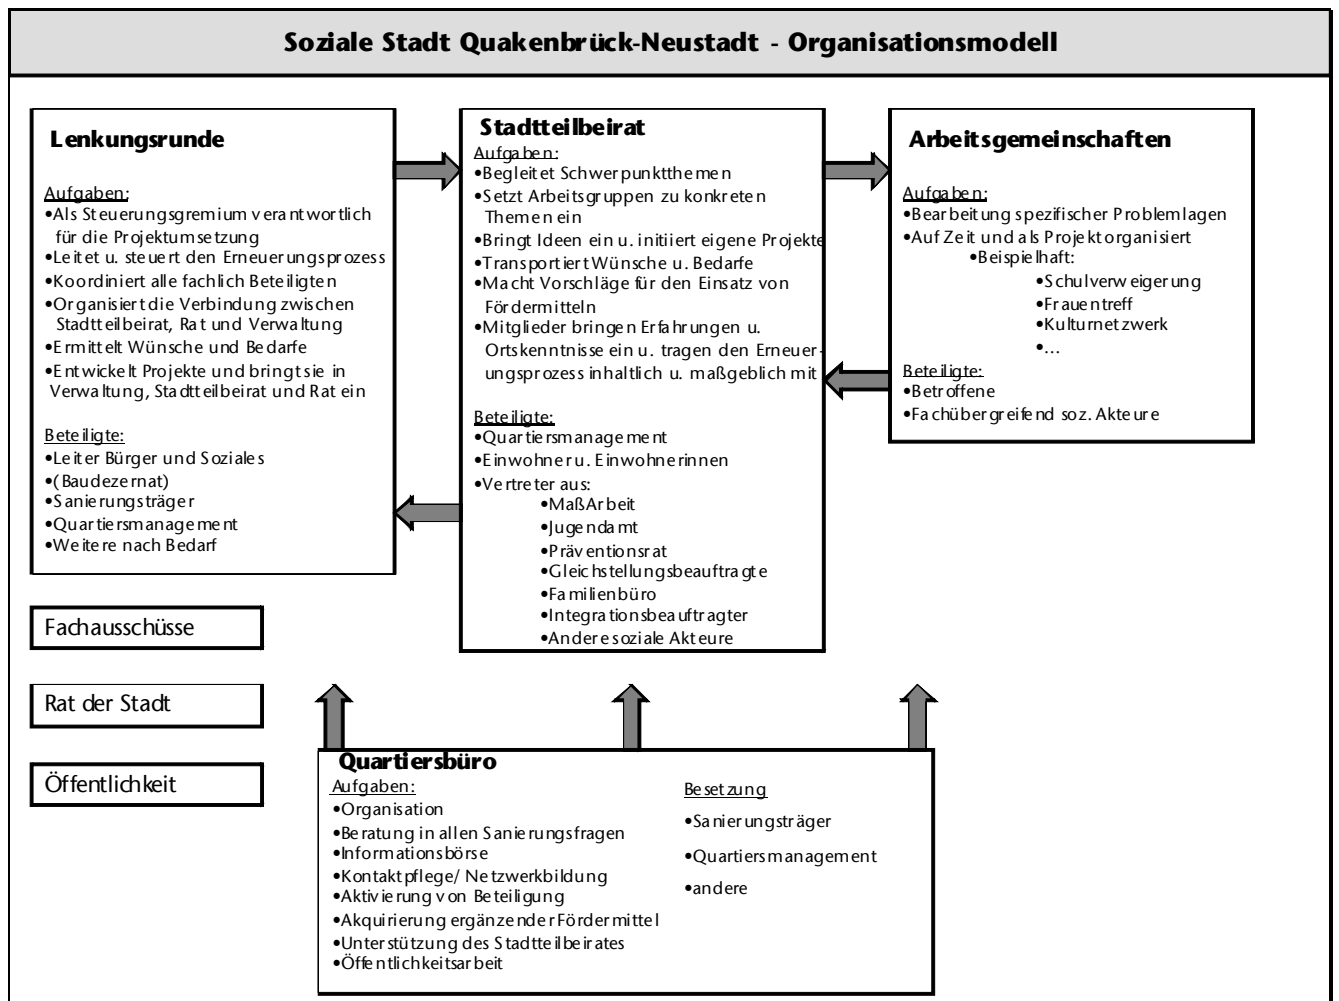 Soziale Stadt Quakenbrück-Neustadt - Organisationsmodell
Lenkungsrunde
Aufgaben:
•Als Steuerungsgremium verantwortlich
für die Projektumsetzung
•Leitet u. steuert den Erneuerungsprozess
•Koordiniert alle fachlich Beteiligten
•Organisiert die Verbindung zwischen
Stadtteilbeirat, Rat und Verwaltung
•Ermittelt Wünsche und Bedarfe
•Entwickelt Projekte und bringt sie in
Verwaltung, Stadtteilbeirat und Rat ein
Beteiligte:
•Leiter Bürger und Soziales
•(Baudezernat)
•Sanierungsträger
•Quartiersmanagement
•Weitere nach Bedarf
Stadtteilbeirat
Aufgaben:
•Begleitet Schwerpunktthemen
•Setzt Arbeitsgruppen zu konkreten
Themen ein
•Bringt Ideen ein u. initiiert eigene Projekte
•Transportiert Wünsche u. Bedarfe
•Macht Vorschläge für den Einsatz von
Fördermitteln
•Mitglieder bringen Erfahrungen u.
Ortskenntnisse ein u. tragen den Erneuer-
ungsprozess inhaltlich u. maßgeblich mit
Beteiligte:
•Quartiersmanagement
•Einwohner u. Einwohnerinnen
•Vertreter aus:
•MaßArbeit
•Jugendamt
•Präventionsrat
•Gleichstellungsbeauftragte
•Familienbüro
•Integrationsbeauftragter
•Andere soziale Akteure
Arbeitsgemeinschaften
Aufgaben:
•Bearbeitung spezifischer Problemlagen
•Auf Zeit und als Projekt organisiert
•Beispielhaft:
•Schulverweigerung
•Frauentreff
•Kulturnetzwerk
•...
Beteiligte:
•Betroffene
•Fachübergreifend soz. Akteure
Fachausschüsse
Rat der Stadt
Öffentlichkeit
Quartiersbüro
Aufgaben:
•Organisation
•Beratung in allen Sanierungsfragen
•Informationsbörse
•Kontaktpflege/ Netzwerkbildung
•Aktivierung von Beteiligung
•Akquirierung ergänzender Fördermittel
•Unterstützung des Stadtteilbeirates
•Öffentlichkeitsarbeit
Besetzung
•Sanierungsträger
•Quartiersmanagement
•andere